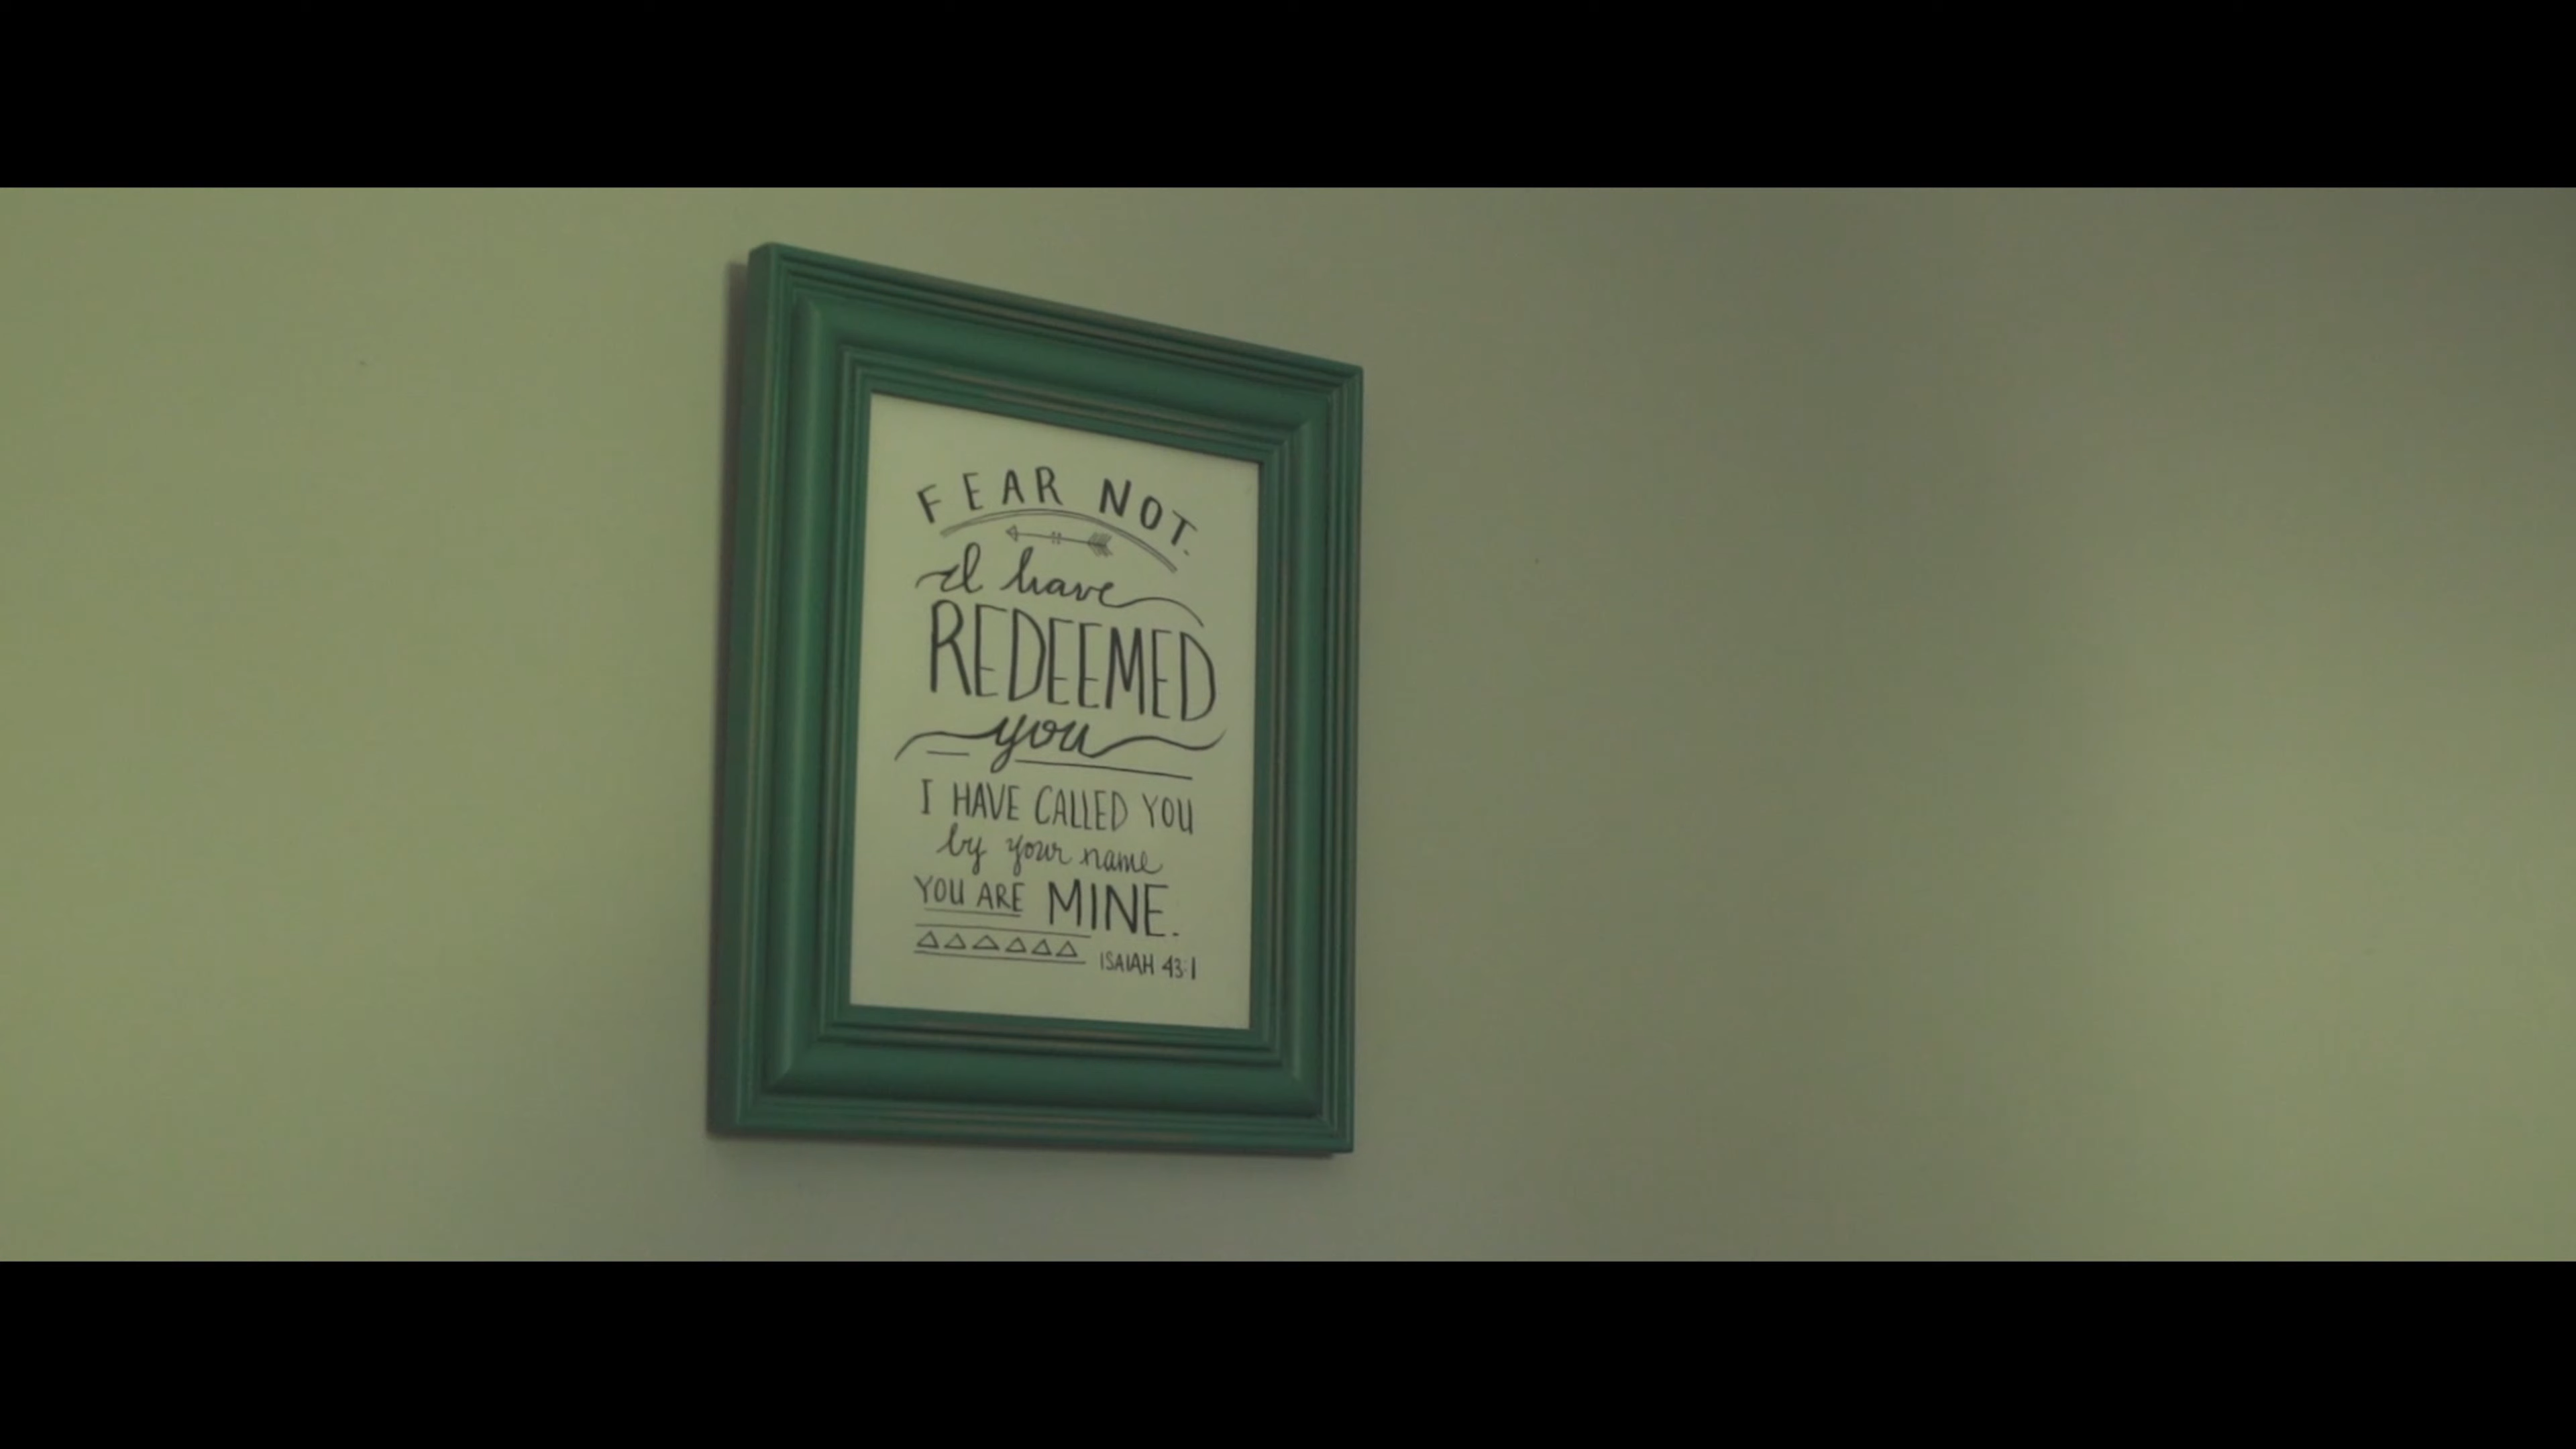 FEAR NOT.
I have
REDEEMED
you
I HAVE CALLED YOU
by your name
YOU ARE MINE.
ISAIAH 43:1